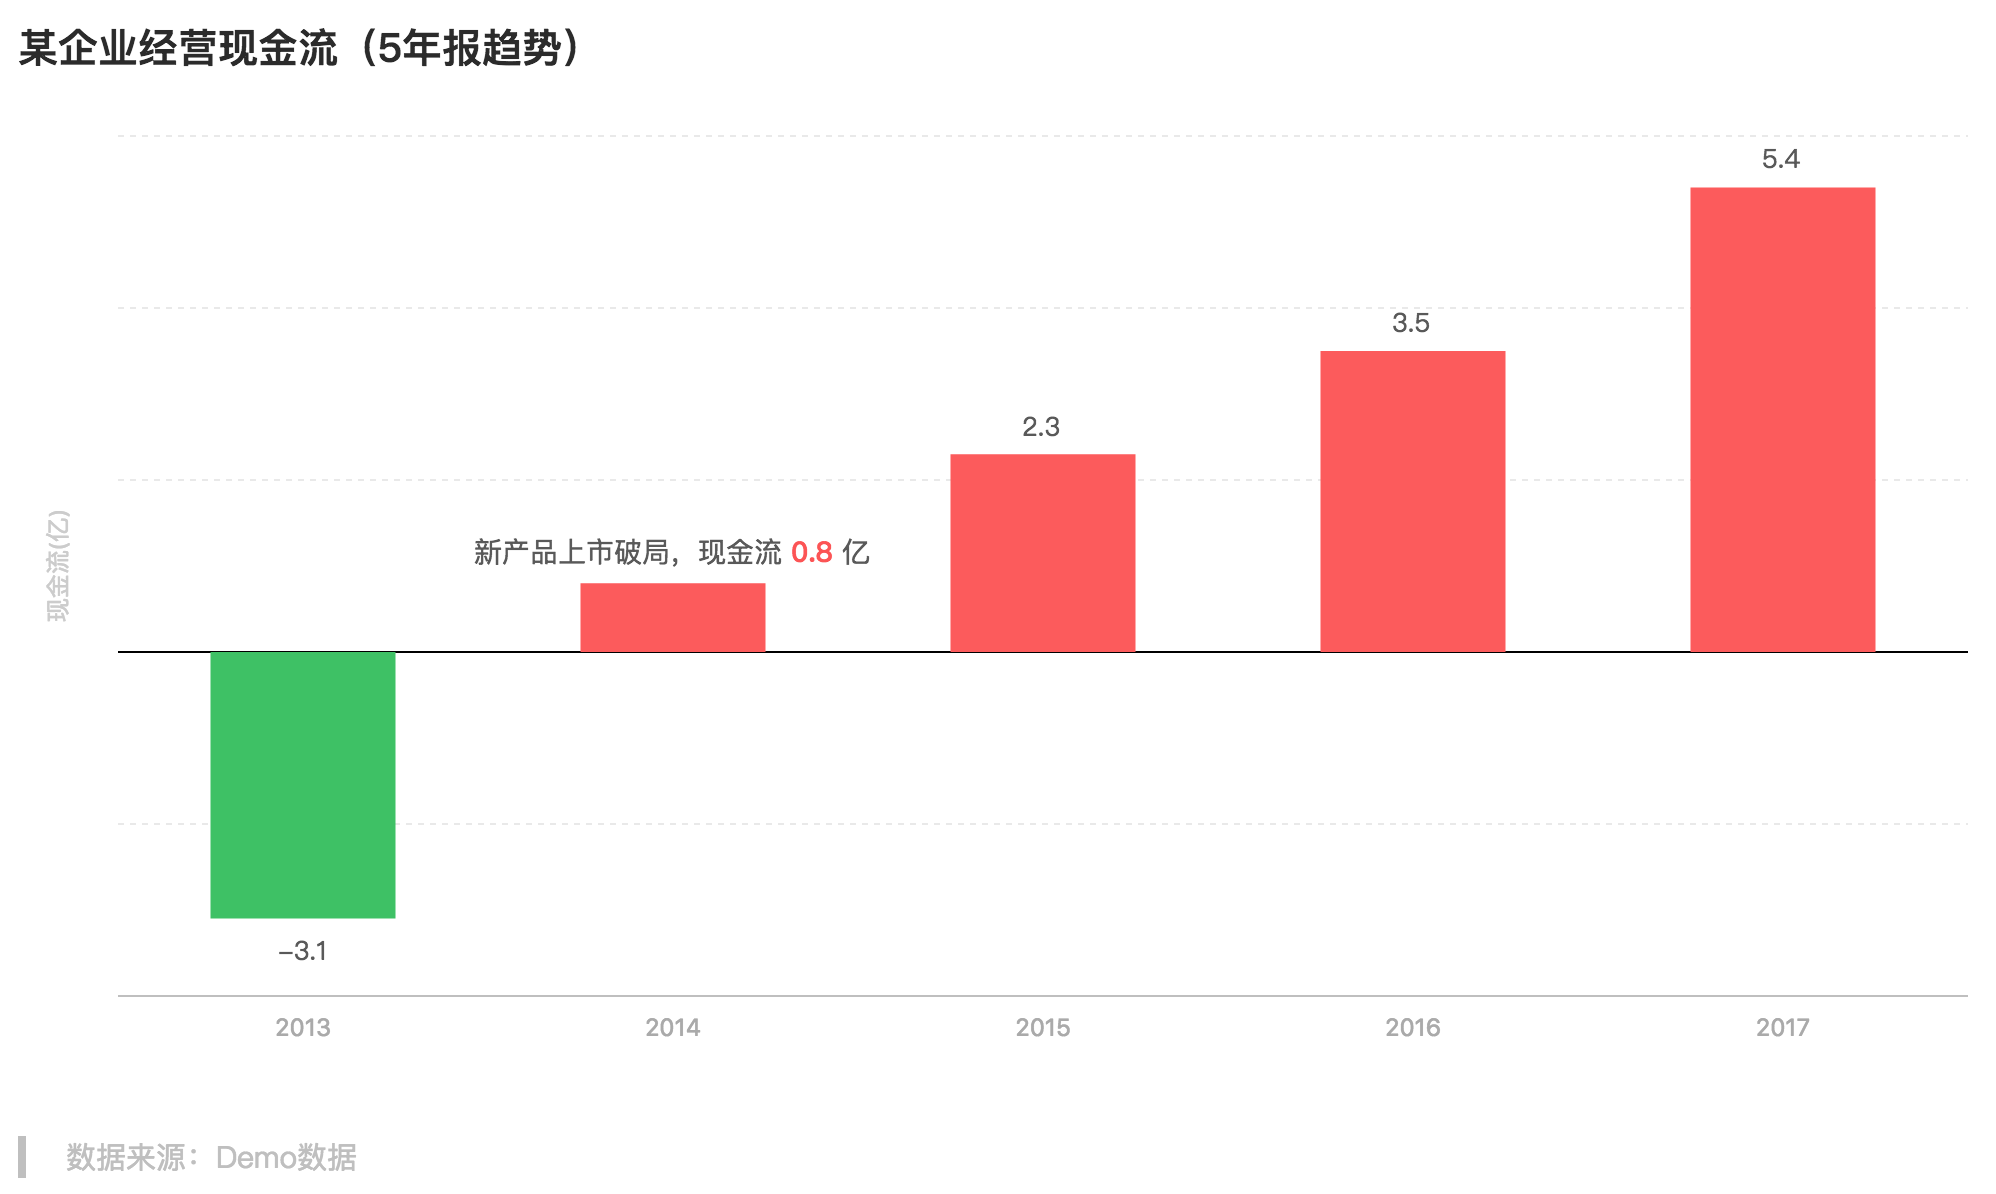 某企业经营现金流（5年报趋势）
5.4
3.5
2.3
新产品上市破局，现金流 0.8 亿
现金流(亿)
–3.1
2013 2014 2015 2016 2017
数据来源：Demo数据